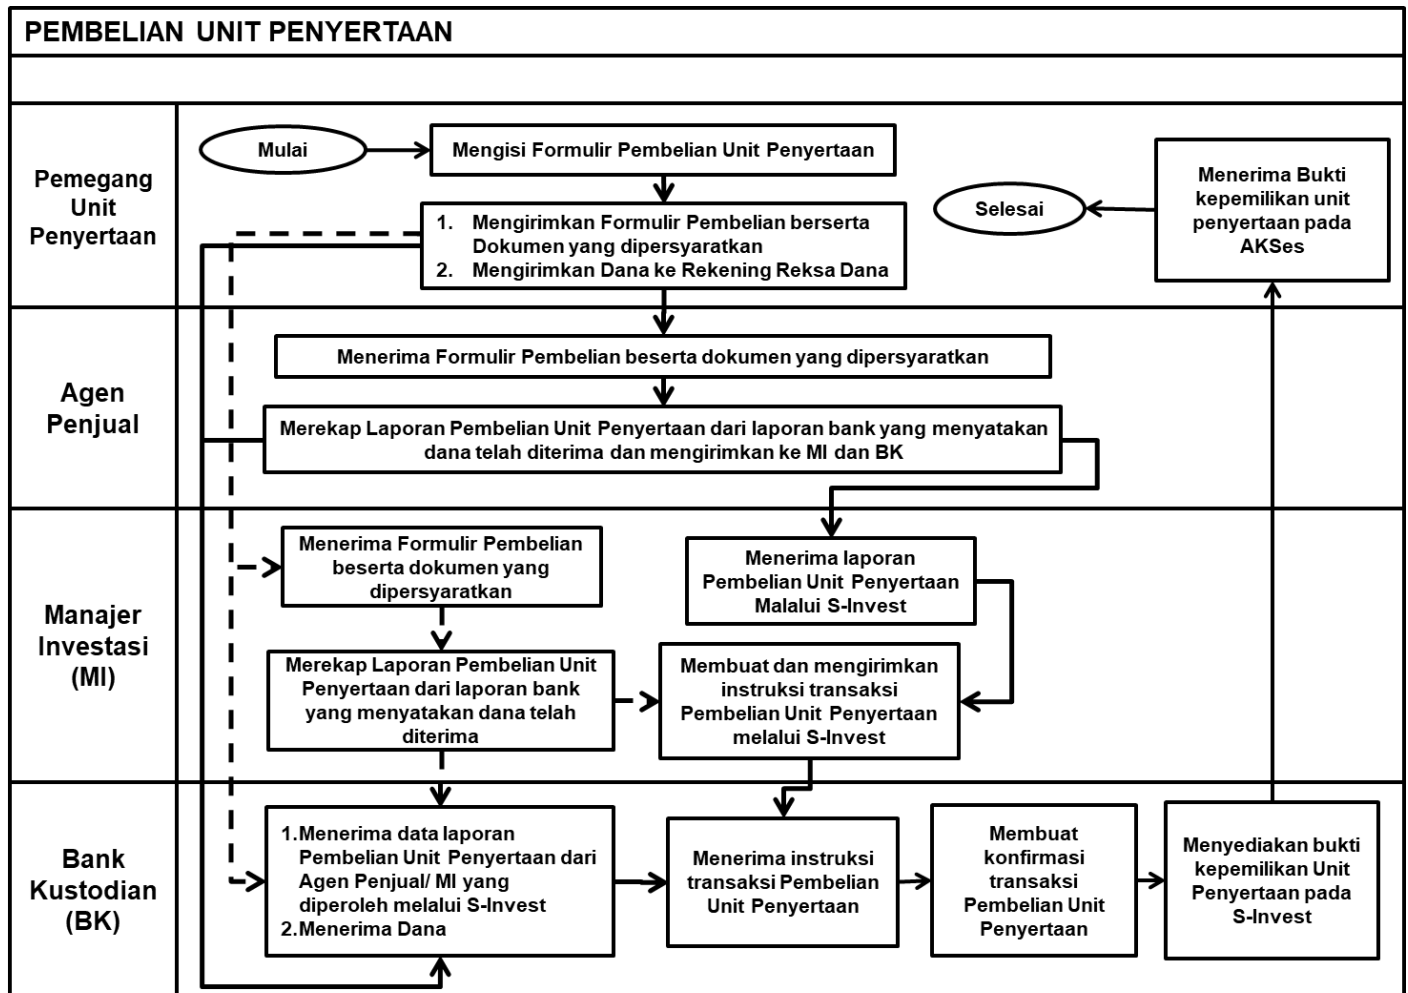 PEMBELIAN UNIT PENYERTAAN
Pemegang
Unit
Penyertaan
Mulai
Mengisi Formulir Pembelian Unit Penyertaan
1. Mengirimkan Formulir Pembelian berserta
Dokumen yang dipersyaratkan
2. Mengirimkan Dana ke Rekening Reksa Dana
Selesai
Menerima Bukti
kepemilikan unit
penyertaan pada
AKSes
Agen
Penjual
Menerima Formulir Pembelian beserta dokumen yang dipersyaratkan
Merekap Laporan Pembelian Unit Penyertaan dari laporan bank yang menyatakan
dana telah diterima dan mengirimkan ke MI dan BK
Manajer
Investasi
(MI)
Menerima Formulir Pembelian
beserta dokumen yang
dipersyaratkan
Menerima laporan
Pembelian Unit Penyertaan
Malalui S-Invest
Merekap Laporan Pembelian Unit
Penyertaan dari laporan bank
yang menyatakan dana telah
diterima
Membuat dan mengirimkan
instruksi transaksi
Pembelian Unit Penyertaan
melalui S-Invest
Bank
Kustodian
(BK)
1.Menerima data laporan
Pembelian Unit Penyertaan dari
Agen Penjual/ MI yang
diperoleh melalui S-Invest
2.Menerima Dana
Menerima instruksi
transaksi Pembelian
Unit Penyertaan
Membuat
konfirmasi
transaksi
Pembelian Unit
Penyertaan
Menyediakan bukti
kepemilikan Unit
Penyertaan pada
S-Invest